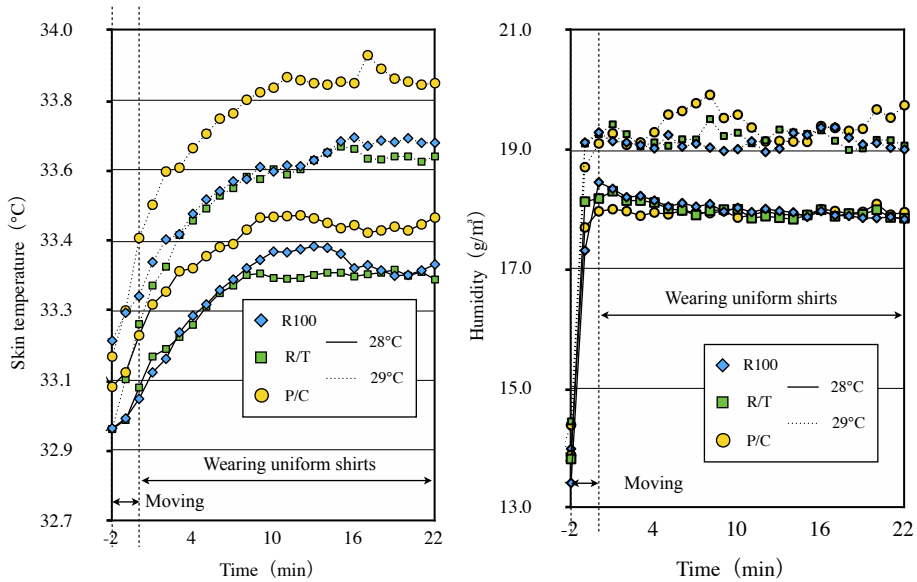 34.0
33.8
33.6
33.4
33.3
33.1
32.9
32.7
Skin temperature（°C）
R100
R/T
P/C
28°C
29°C
Wearing uniform shirts
Moving
-2
4
10
16
22
Time（min）
21.0
19.0
17.0
15.0
13.0
Humidity（g/m³）
Wearing uniform shirts
R100
R/T
P/C
28°C
29°C
Moving
-2
4
10
16
22
Time（min）